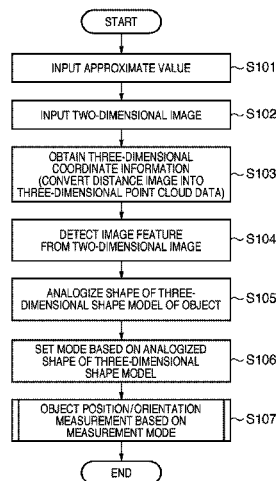 START
INPUT APPROXIMATE VALUE
S101
INPUT TWO-DIMENSIONAL IMAGE
S102
OBTAIN THREE-DIMENSIONAL
COORDINATE INFORMATION
(CONVERT DISTANCE IMAGE INTO
THREE-DIMENSIONAL POINT CLOUD DATA)
S103
DETECT IMAGE FEATURE
FROM TWO-DIMENSIONAL IMAGE
S104
ANALOGIZE SHAPE OF THREE-
DIMENSIONAL SHAPE MODEL OF OBJECT
S105
SET MODE BASED ON ANALOGIZED
SHAPE OF THREE-DIMENSIONAL
SHAPE MODEL
S106
OBJECT POSITION/ORIENTATION
MEASUREMENT BASED ON
MEASUREMENT MODE
S107
END